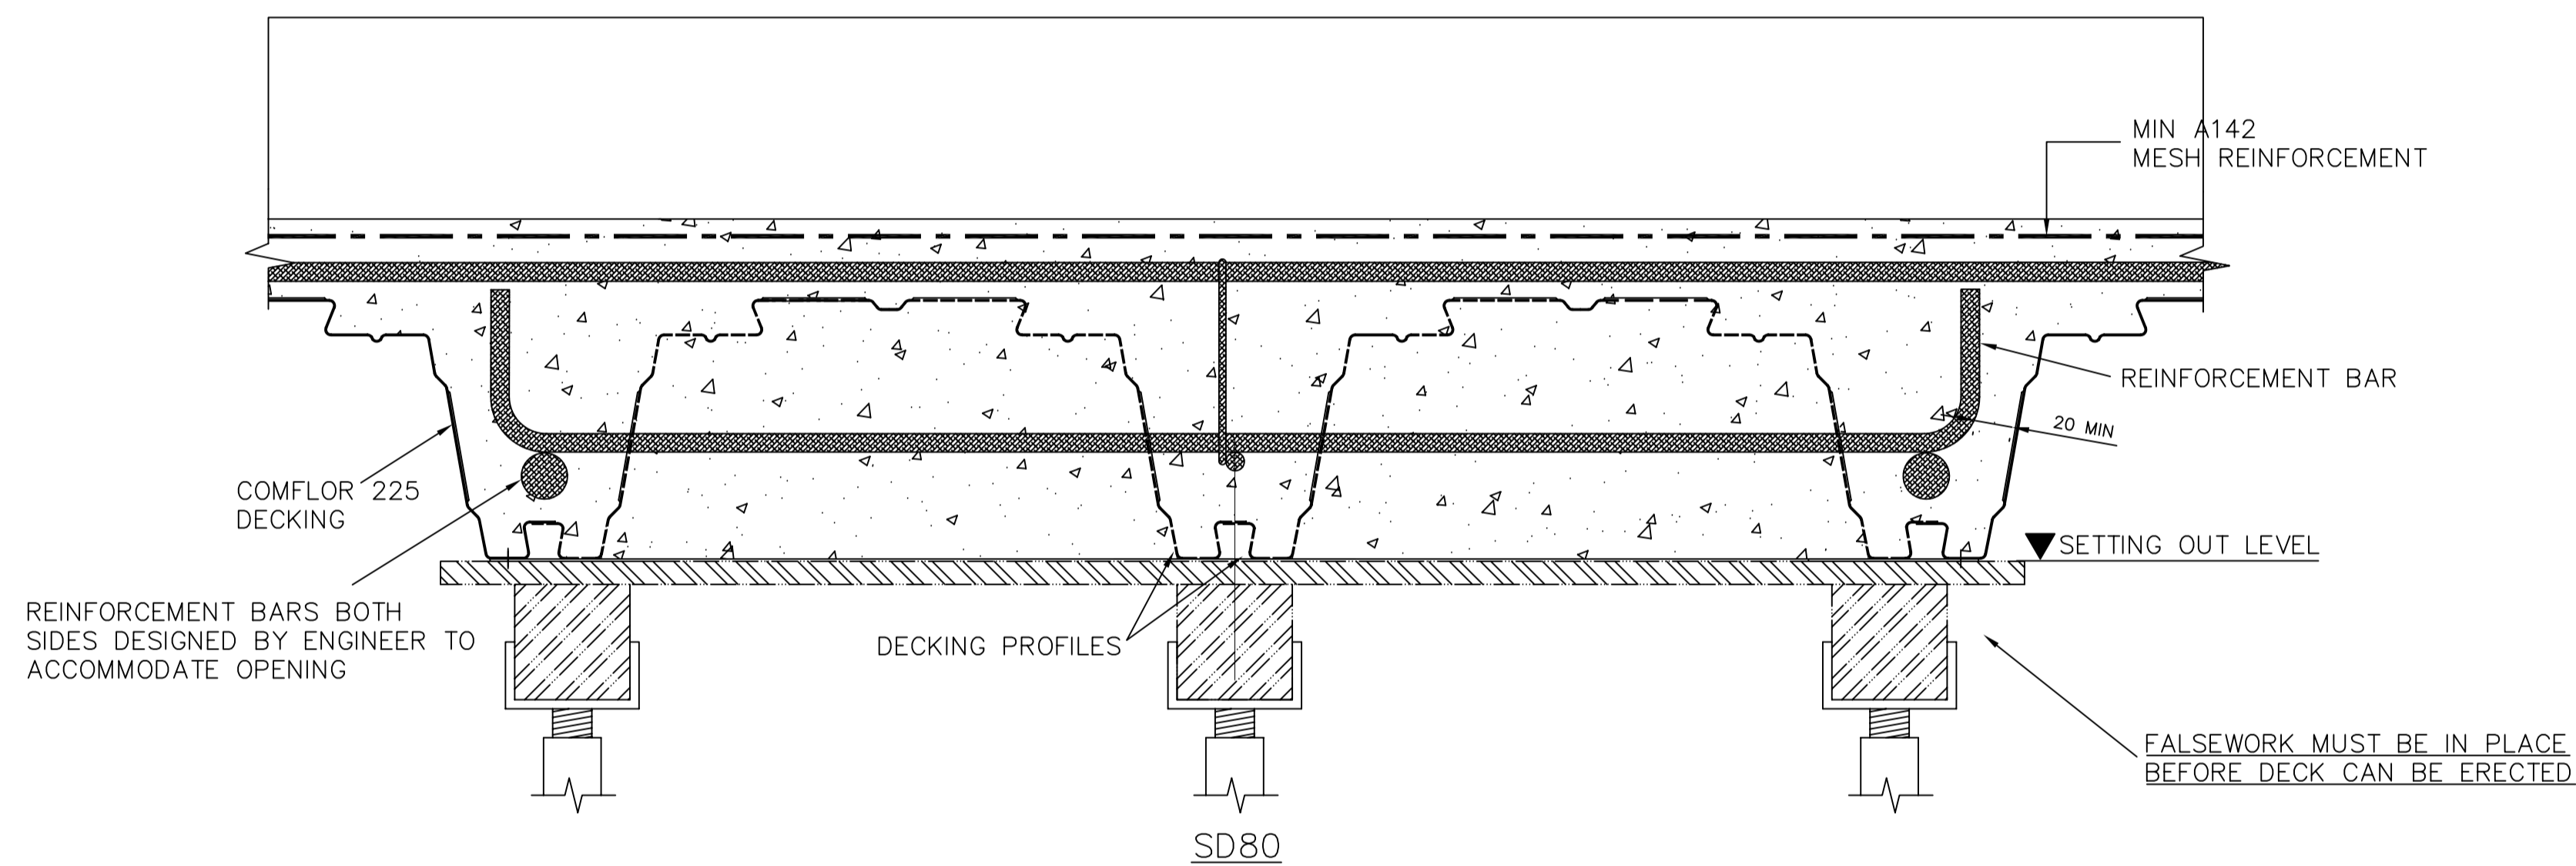 MIN A142
MESH REINFORCEMENT
REINFORCEMENT BAR
20 MIN
COMFLOR 225
DECKING
SETTING OUT LEVEL
REINFORCEMENT BARS BOTH
SIDES DESIGNED BY ENGINEER TO
ACCOMMODATE OPENING
DECKING PROFILES
FALSEWORK MUST BE IN PLACE
BEFORE DECK CAN BE ERECTED
SD80